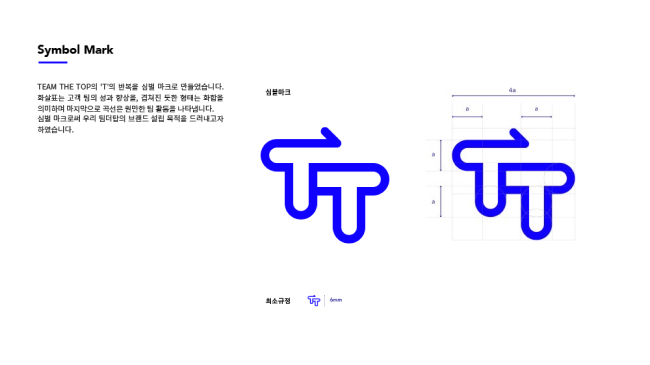 Symbol Mark
TEAM THE TOP의 'T'의 반복을 심벌 마크로 만들었습니다.
화살표는 고객 팀의 성과 향상을, 겹쳐진 듯한 형태는 화합을
의미하며 마지막으로 곡선은 원만한 팀 활동을 나타냅니다.
심벌 마크로써 우리 팀더탑의 브랜드 설립 목적을 드러내고자
하였습니다.
심볼마크
4a
a
a
a
a
최소규정
6mm